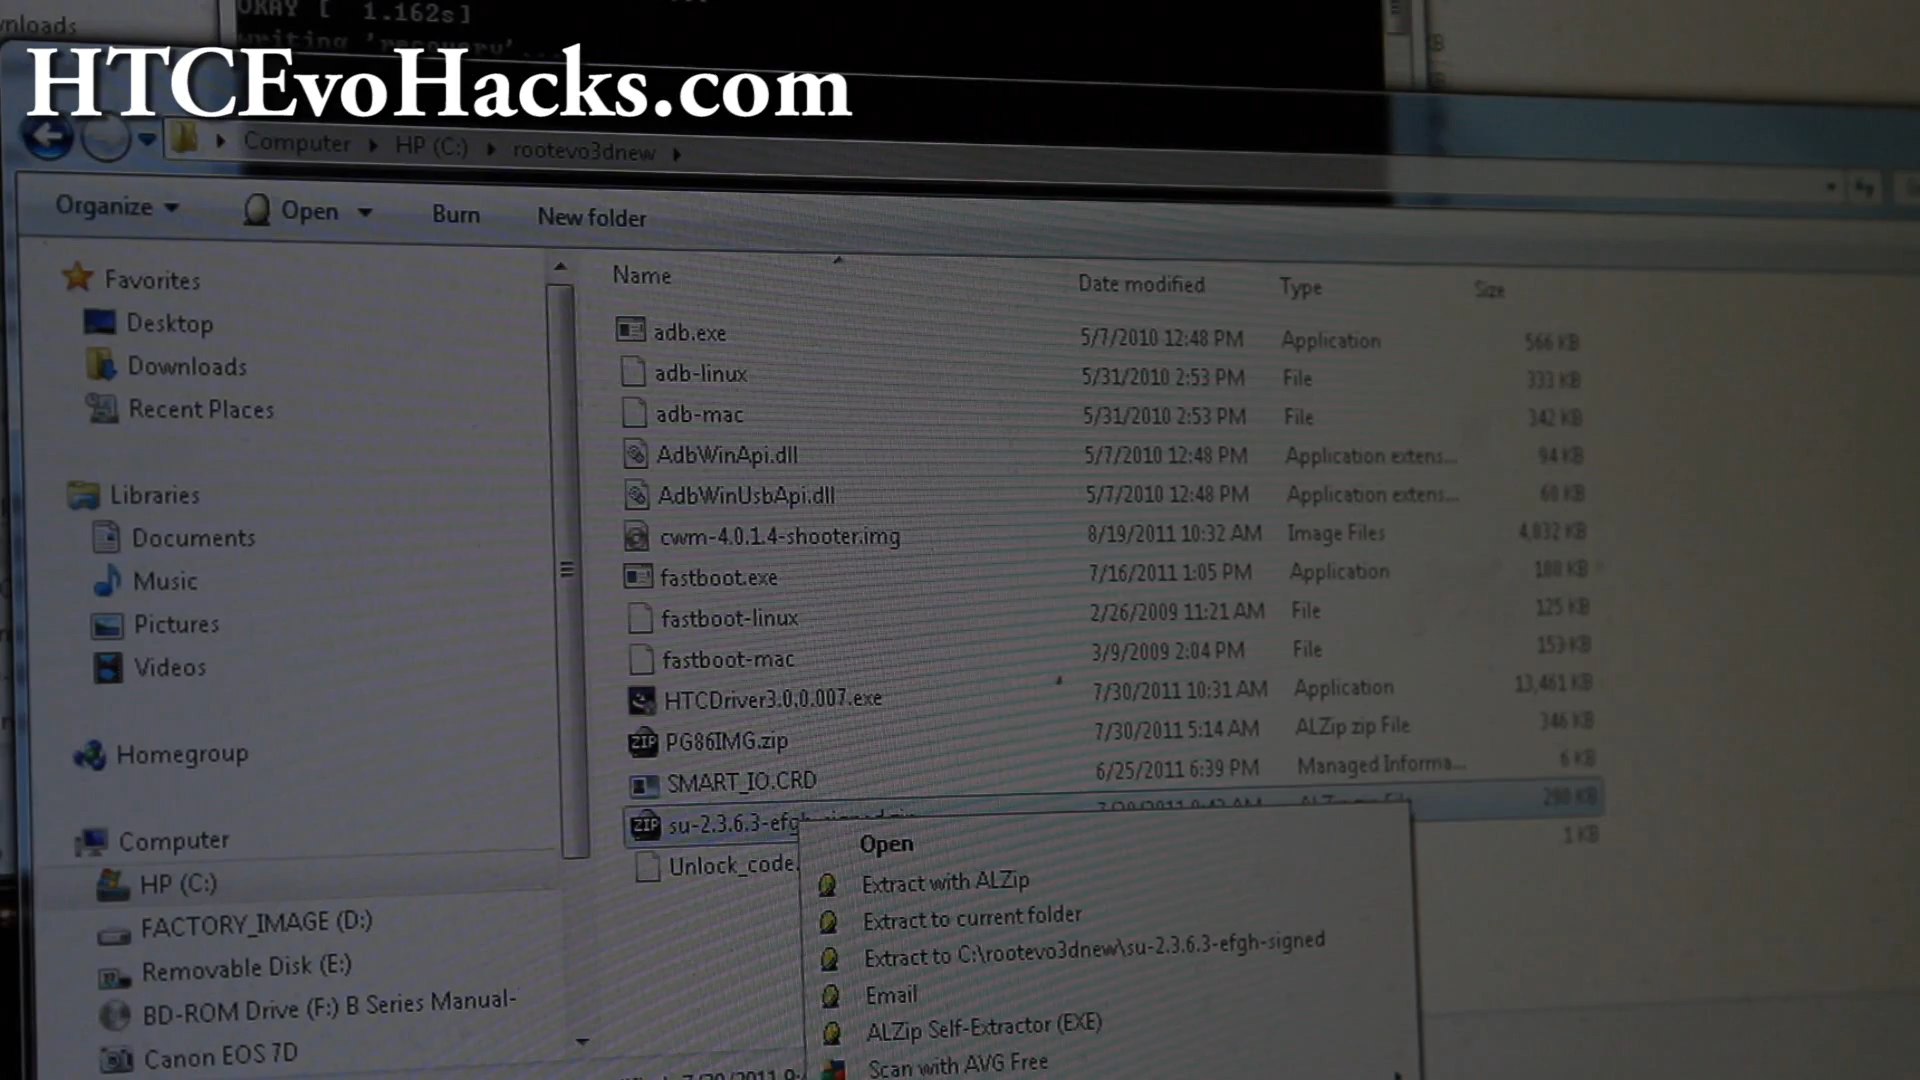 OKAY [ 1.162s]
writing 'recovery'...
HTCEvoHacks.com
Computer HP (C:) rootevo3dnew
Organize Open Burn New folder
Name Date modified Type Size
Favorites
Desktop
Downloads
Recent Places
Libraries
Documents
Music
Pictures
Videos
Homegroup
Computer
HP (C:)
FACTORY_IMAGE (D:)
Removable Disk (E:)
BD-ROM Drive (F:) B Series Manual-
Canon EOS 7D
adb.exe 5/7/2010 12:48 PM Application 566 KB
adb-linux 5/31/2010 2:53 PM File 333 KB
adb-mac 5/31/2010 2:53 PM File 342 KB
AdbWinApi.dll 5/7/2010 12:48 PM Application extens... 94 KB
AdbWinUsbApi.dll 5/7/2010 12:48 PM Application extens... 60 KB
cwm-4.0.1.4-shooter.img 8/19/2011 10:32 AM Image Files 4,832 KB
fastboot.exe 7/16/2011 1:05 PM Application 180 KB
fastboot-linux 2/26/2009 11:21 AM File 125 KB
fastboot-mac 3/9/2009 2:04 PM File 153 KB
HTCDriver3.0.0.007.exe 7/30/2011 10:31 AM Application 13,461 KB
PG86IMG.zip 7/30/2011 5:14 AM ALZip zip File 346 KB
SMART_IO.CRD 6/25/2011 6:39 PM Managed Informa... 6 KB
su-2.3.6.3-efgh-signed.zip 290 KB
Unlock_code. 1 KB
Open
Extract with ALZip
Extract to current folder
Extract to C:\rootevo3dnew\su-2.3.6.3-efgh-signed
Email
ALZip Self-Extractor (EXE)
Scan with AVG Free